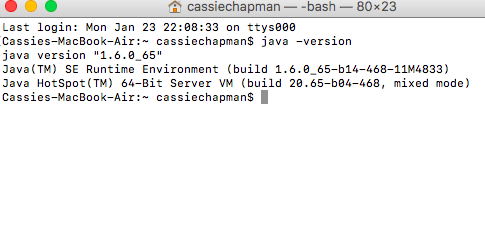 cassiechapman — -bash — 80×23
Last login: Mon Jan 23 22:08:33 on ttys000
[Cassies-MacBook-Air:~ cassiechapman$ java -version
java version "1.6.0_65"
Java(TM) SE Runtime Environment (build 1.6.0_65-b14-468-11M4833)
Java HotSpot(TM) 64-Bit Server VM (build 20.65-b04-468, mixed mode)
Cassies-MacBook-Air:~ cassiechapman$